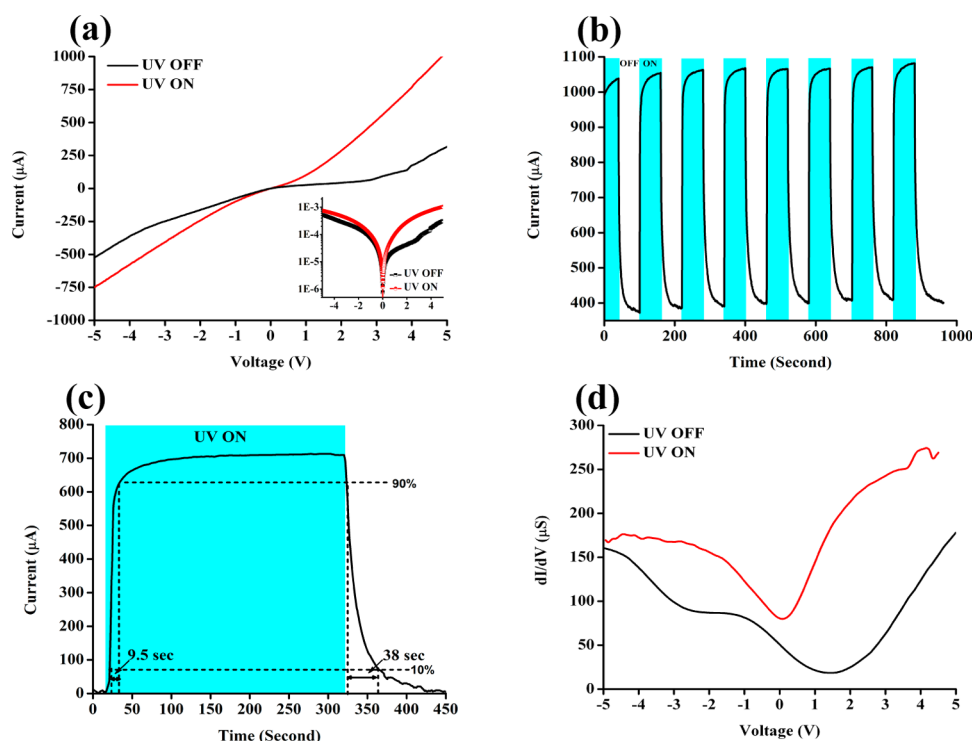 (a)
UV OFF
UV ON
1000
750
500
250
0
-250
-500
-750
-1000
Current (μA)
-5 -4 -3 -2 -1 0 1 2 3 4 5
Voltage (V)
1E-3
1E-4
1E-5
1E-6
UV OFF
UV ON
-4 -2 0 2 4
(b)
OFF ON
1100
1000
900
800
700
600
500
400
Current (μA)
0 200 400 600 800 1000
Time (Second)
(c)
UV ON
800
700
600
500
400
300
200
100
0
Current (μA)
90%
9.5 sec
38 sec
10%
0 50 100 150 200 250 300 350 400 450
Time (Second)
(d)
UV OFF
UV ON
300
250
200
150
100
50
0
dI/dV (μS)
-5 -4 -3 -2 -1 0 1 2 3 4 5
Voltage (V)